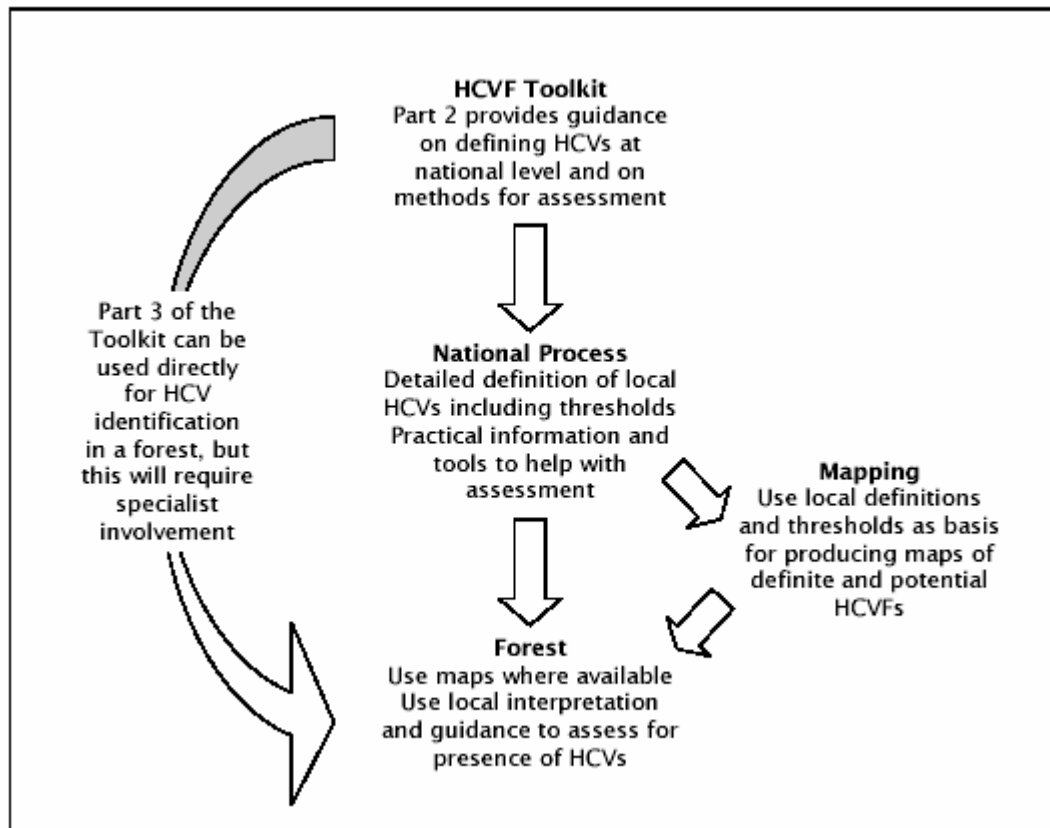 HCVF Toolkit
Part 2 provides guidance
on defining HCVs at
national level and on
methods for assessment
Part 3 of the
Toolkit can be
used directly
for HCV
identification
in a forest, but
this will require
specialist
involvement
National Process
Detailed definition of local
HCVs including thresholds
Practical information and
tools to help with
assessment
Mapping
Use local definitions
and thresholds as basis
for producing maps of
definite and potential
HCVFs
Forest
Use maps where available
Use local interpretation
and guidance to assess for
presence of HCVs